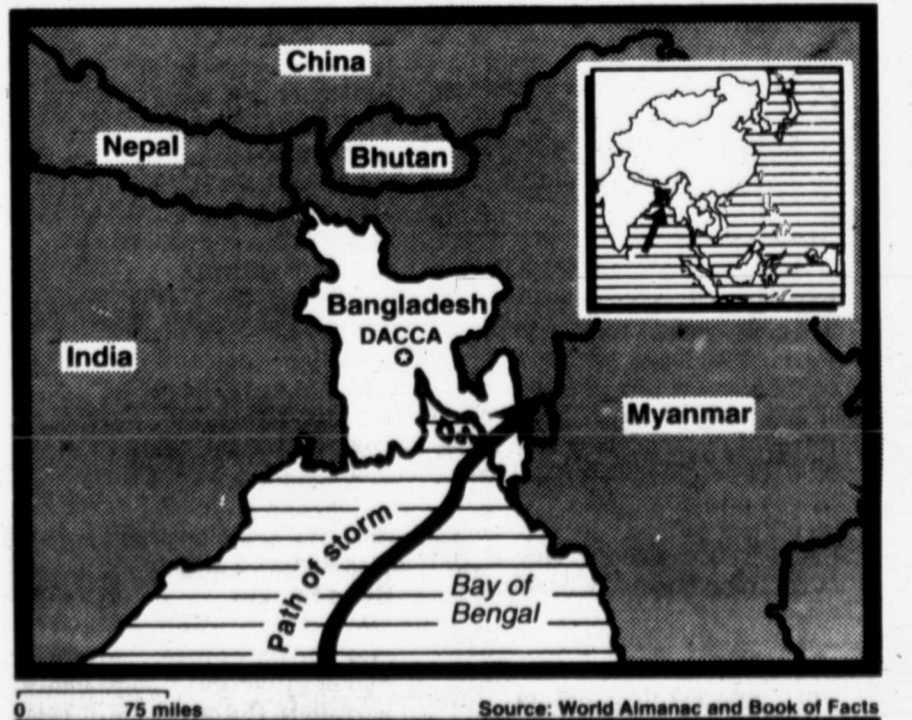 China
Nepal
Bhutan
Bangladesh
DACCA
India
Myanmar
Path of storm
Bay of
Bengal
0 75 miles
Source: World Almanac and Book of Facts